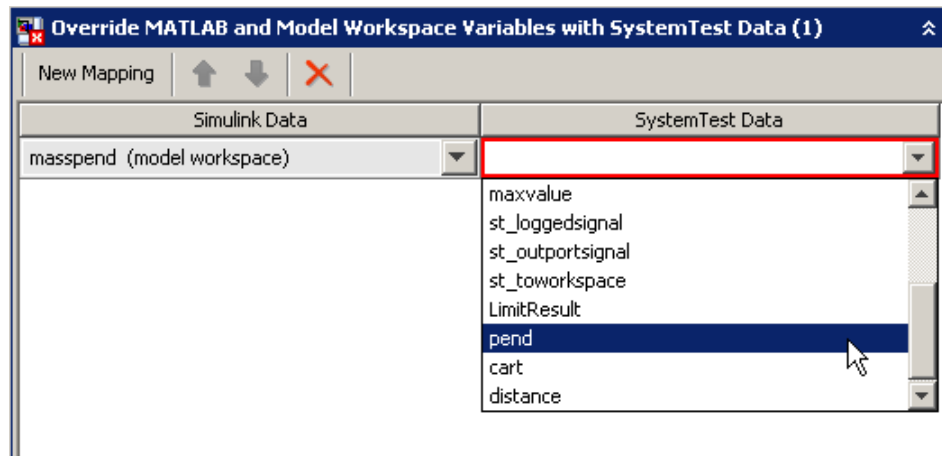 Override MATLAB and Model Workspace Variables with SystemTest Data (1)
New Mapping
Simulink Data SystemTest Data
masspend (model workspace)
maxvalue
st_loggedsignal
st_outportsignal
st_toworkspace
LimitResult
pend
cart
distance